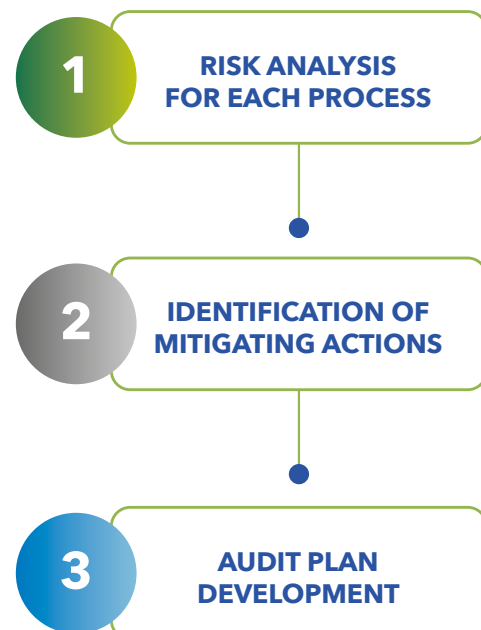 1
RISK ANALYSIS
FOR EACH PROCESS
2
IDENTIFICATION OF
MITIGATING ACTIONS
3
AUDIT PLAN
DEVELOPMENT